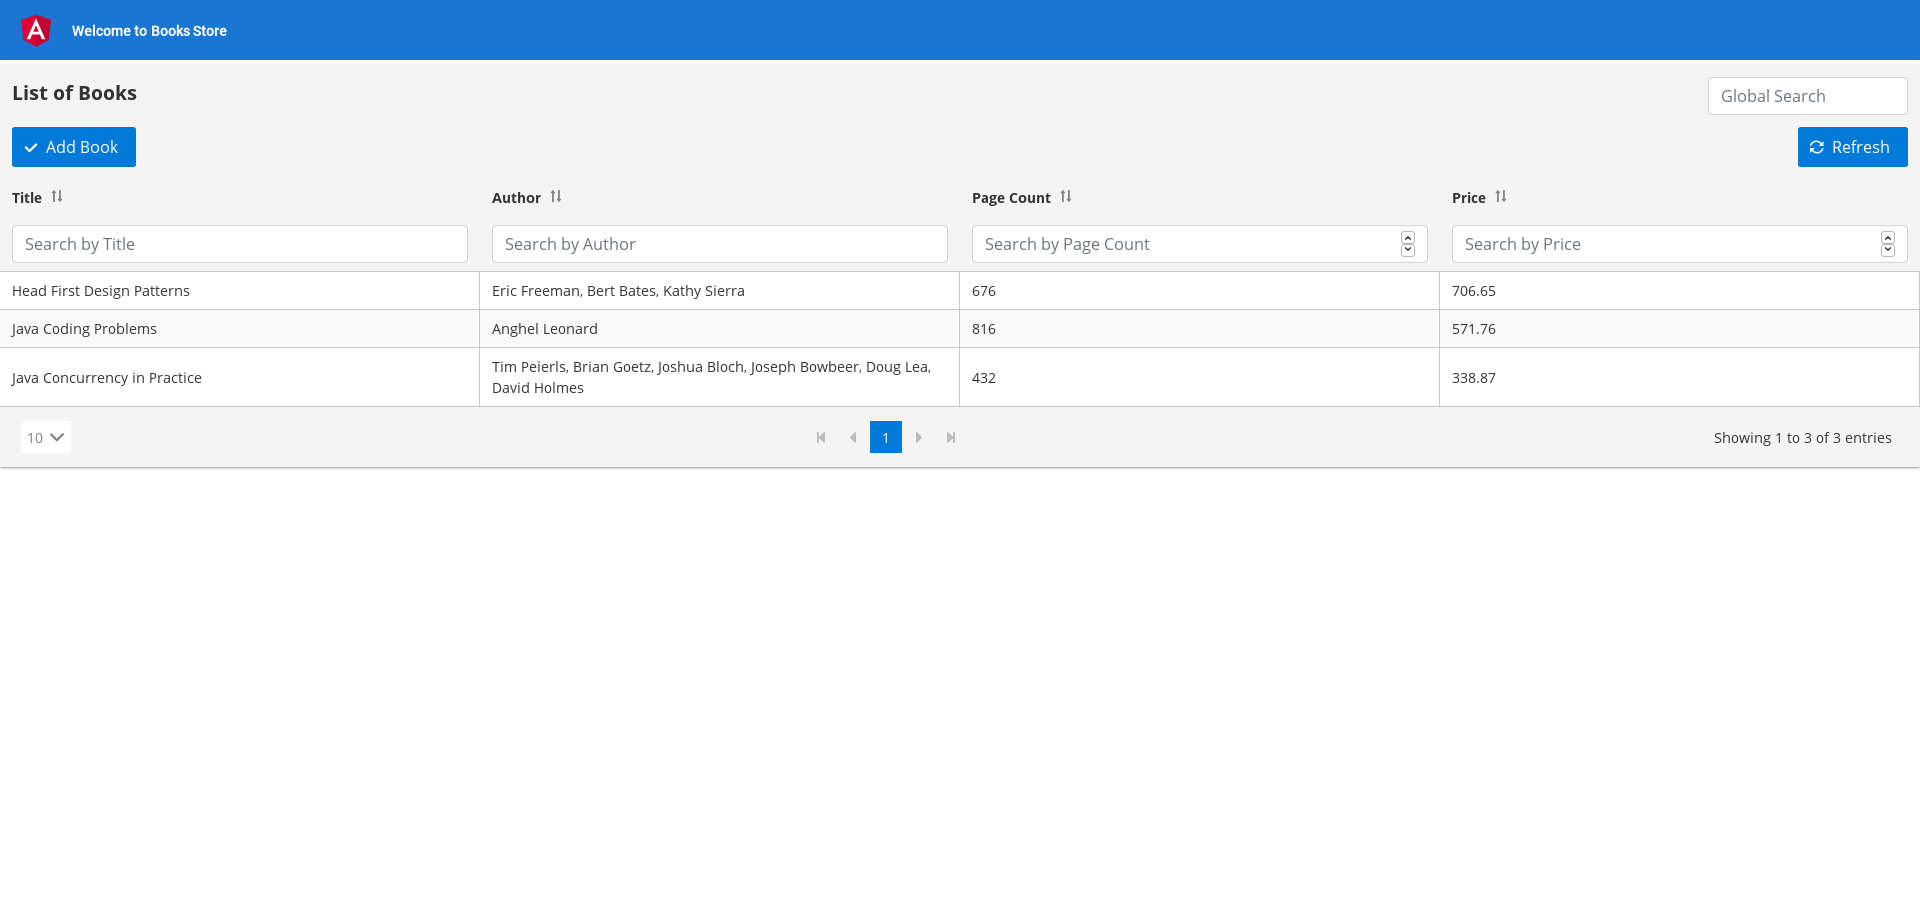 Welcome to Books Store
List of Books
Global Search
Add Book
Refresh
Title
Author
Page Count
Price
Search by Title
Search by Author
Search by Page Count
Search by Price
Head First Design Patterns
Eric Freeman, Bert Bates, Kathy Sierra
676
706.65
Java Coding Problems
Anghel Leonard
816
571.76
Java Concurrency in Practice
Tim Peierls, Brian Goetz, Joshua Bloch, Joseph Bowbeer, Doug Lea,
David Holmes
432
338.87
10
1
Showing 1 to 3 of 3 entries